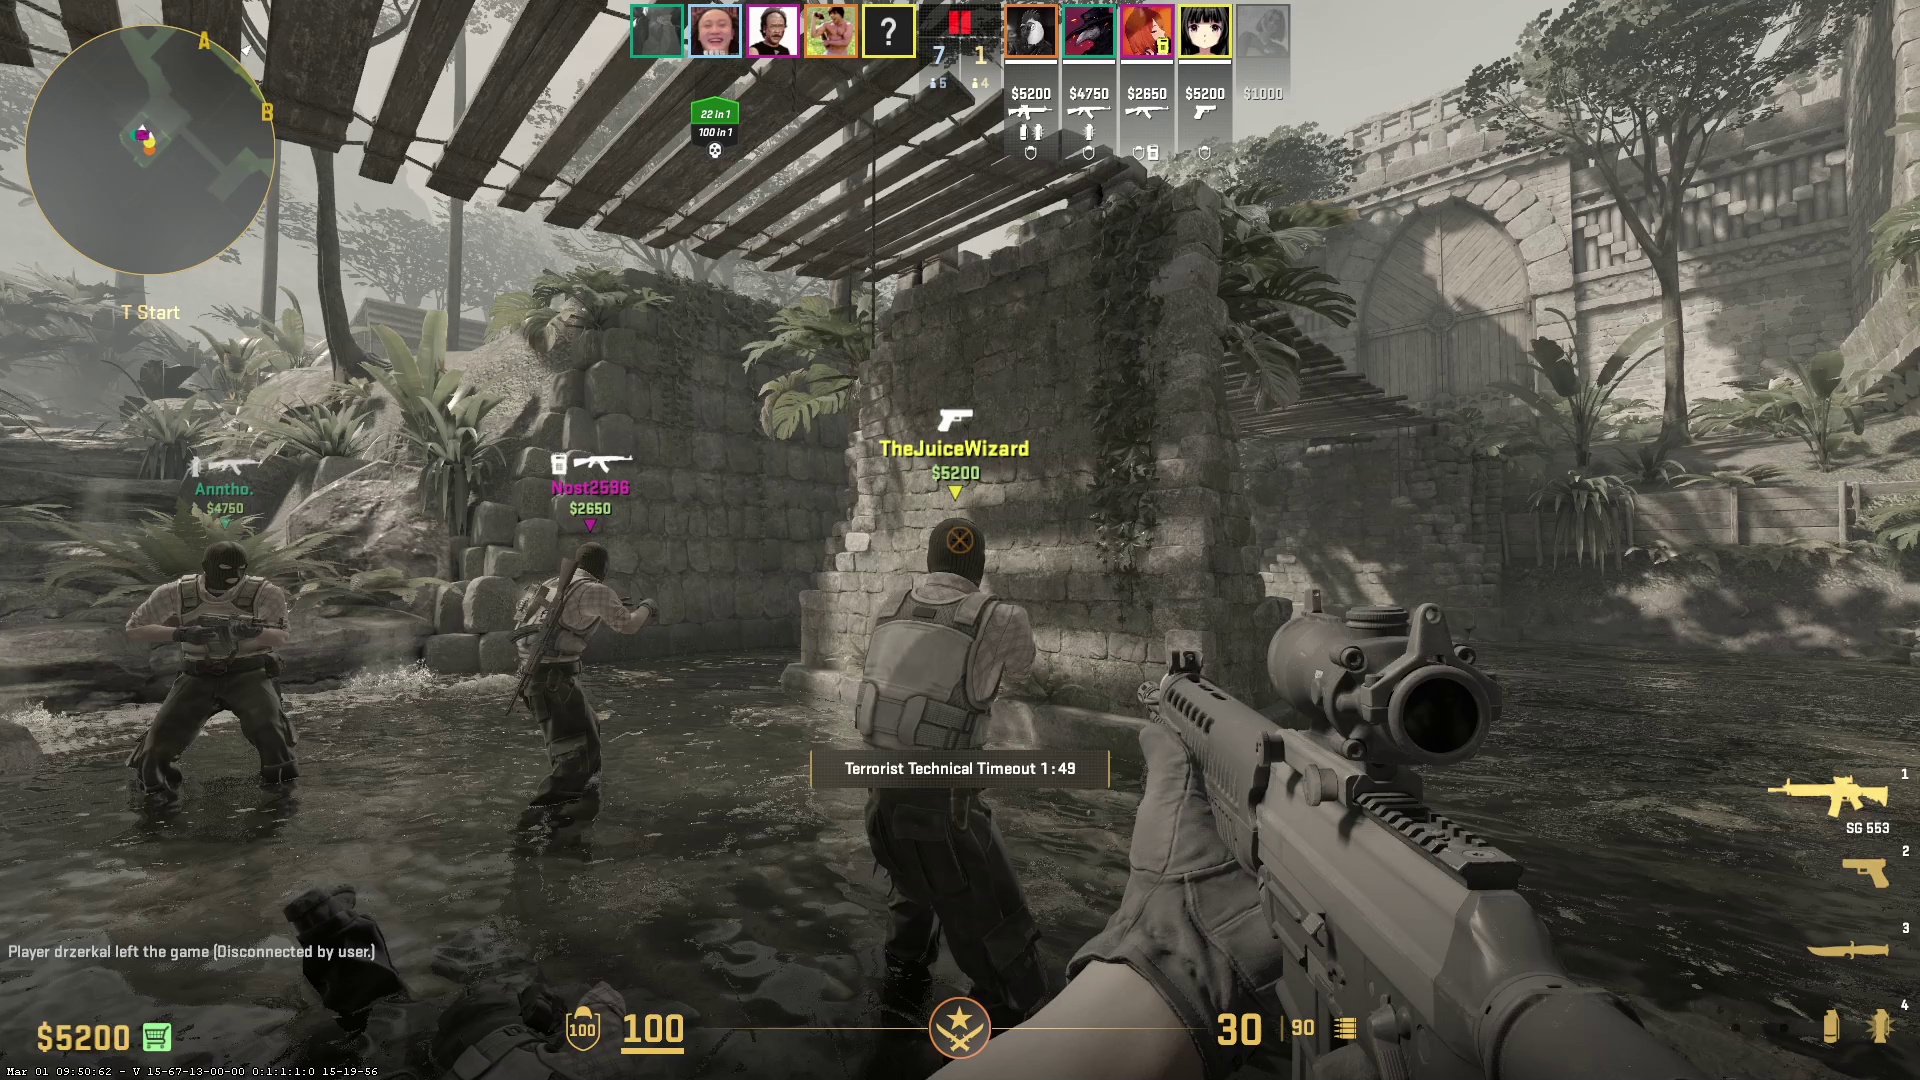 A
?
7 1
5 4
B
$5200 $4750 $2650 $5200 $1000
22 in 1
100 in 1
T Start
TheJuiceWizard
$5200
Anntho.
$4750
Nost2596
$2650
Terrorist Technical Timeout 1:49
1
SG 553
2
3
4
Player drzerkal left the game (Disconnected by user.)
$5200
100
100
30 90
Mar 01 09:50:62 - V 15-67-13-00-00 0:1:1:1:0 15-19-56